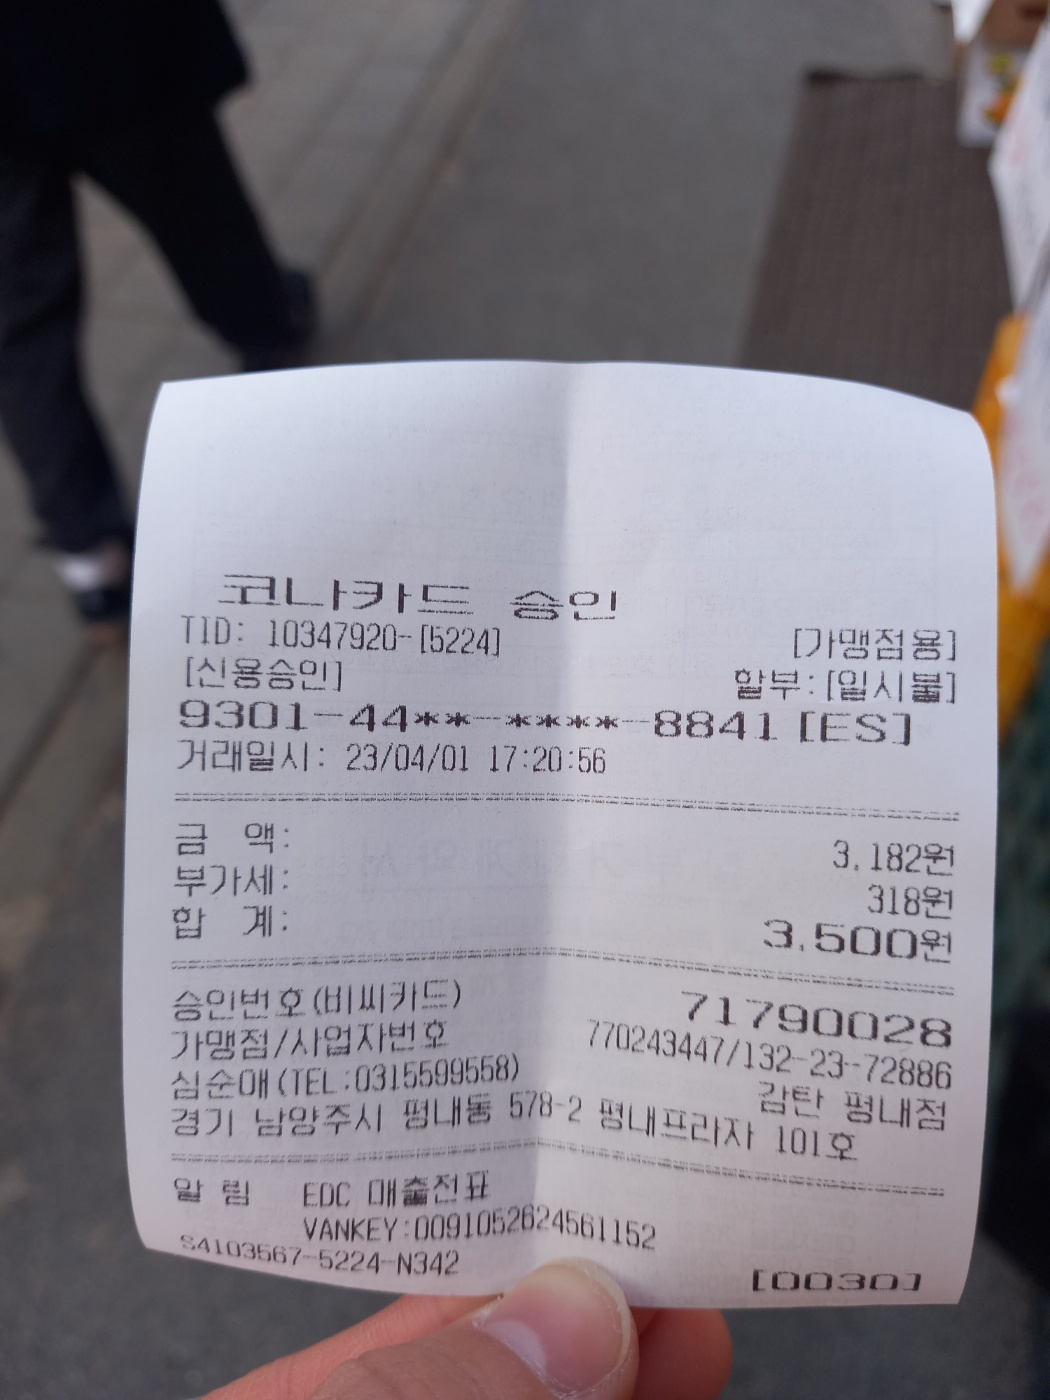 코나카드 승인
TID: 10347920-[5224] [가맹점용]
[신용승인] 할부:[일시불]
9301-44**-****-8841 [ES]
거래일시: 23/04/01 17:20:56
금 액: 3,182원
부가세: 318원
합 계: 3,500원
승인번호(비씨카드) 71790028
가맹점/사업자번호 770243447/132-23-72886
심순애(TEL:0315599558) 감탄 평내점
경기 남양주시 평내동 578-2 평내프라자 101호
알 림 EDC 매출전표
VANKEY:0091052624561152
S4103567-5224-N342 [0030]